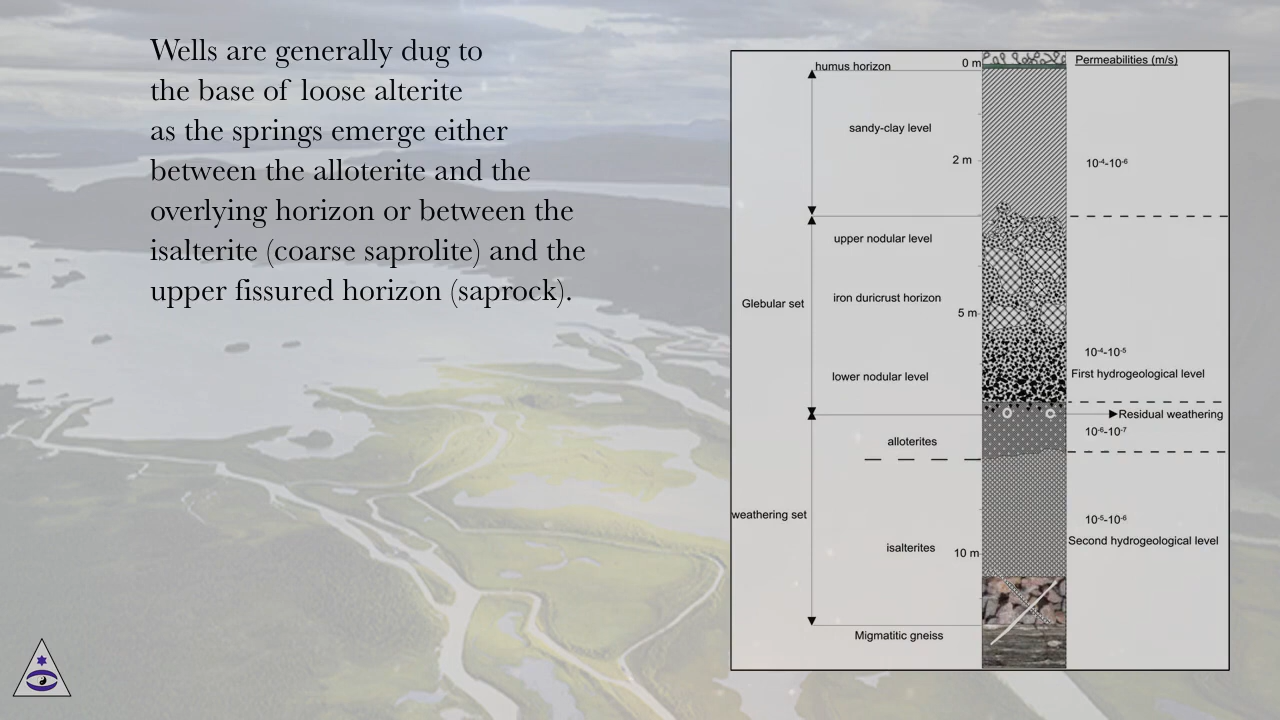 Wells are generally dug to
the base of loose alterite
as the springs emerge either
between the alloterite and the
overlying horizon or between the
isalterite (coarse saprolite) and the
upper fissured horizon (saprock).
humus horizon
0 m
Permeabilities (m/s)
sandy-clay level
2 m
10-4-10-6
upper nodular level
Glebular set
iron duricrust horizon
5 m
10-4-10-5
lower nodular level
First hydrogeological level
Residual weathering
10-6-10-7
alloterites
weathering set
10-5-10-6
Second hydrogeological level
isalterites
10 m
Migmatitic gneiss